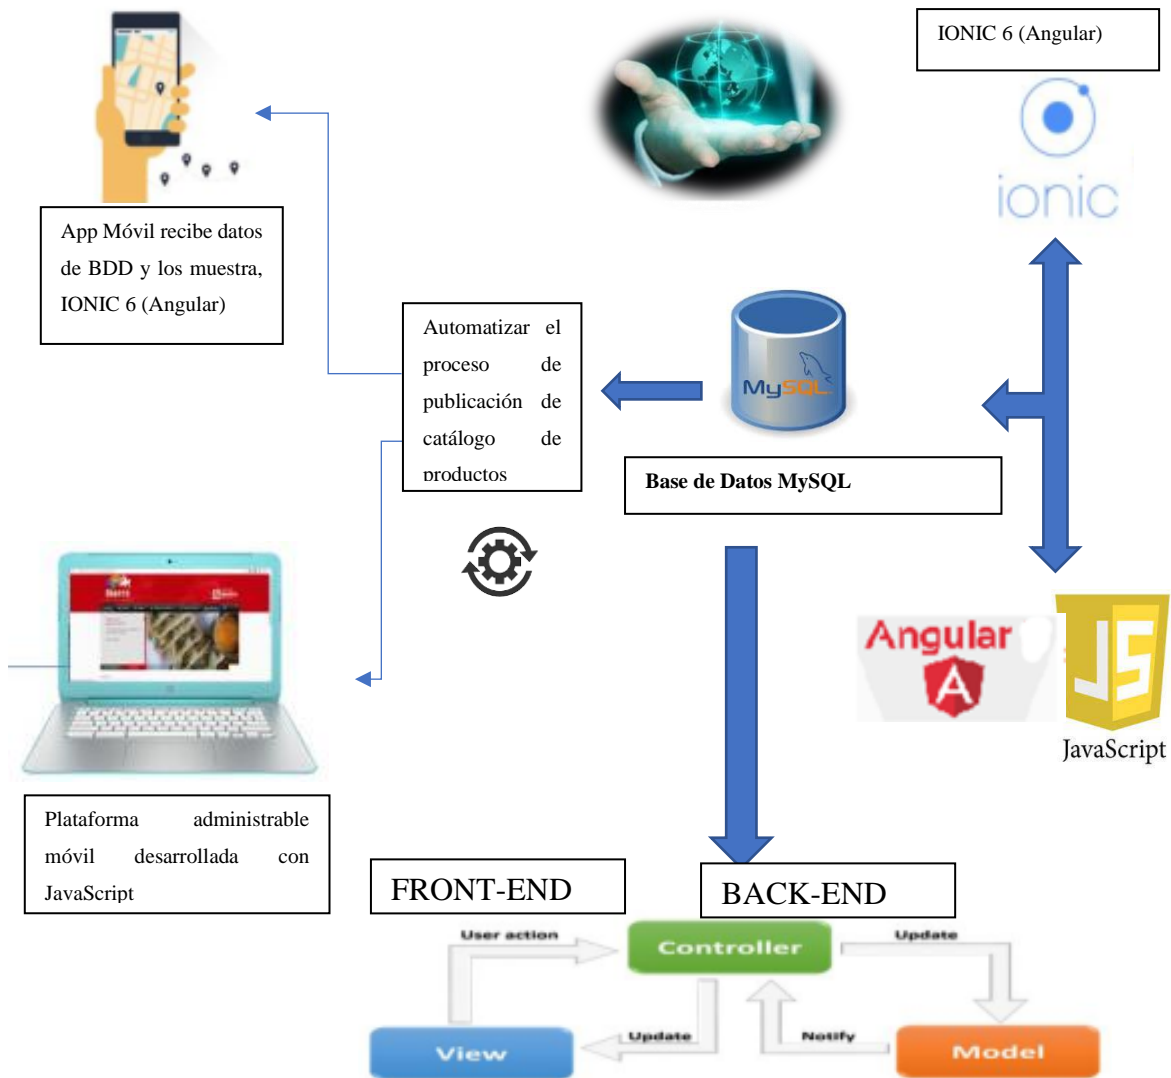 IONIC 6 (Angular)
ionic
App Móvil recibe datos
de BDD y los muestra,
IONIC 6 (Angular)
Automatizar el
proceso de
publicación de
catálogo de
productos
MySQL
Base de Datos MySQL
Angular
A
JS
JavaScript
Plataforma administrable
móvil desarrollada con
JavaScript
FRONT-END
BACK-END
User action
Controller
Update
View
Update
Notify
Model